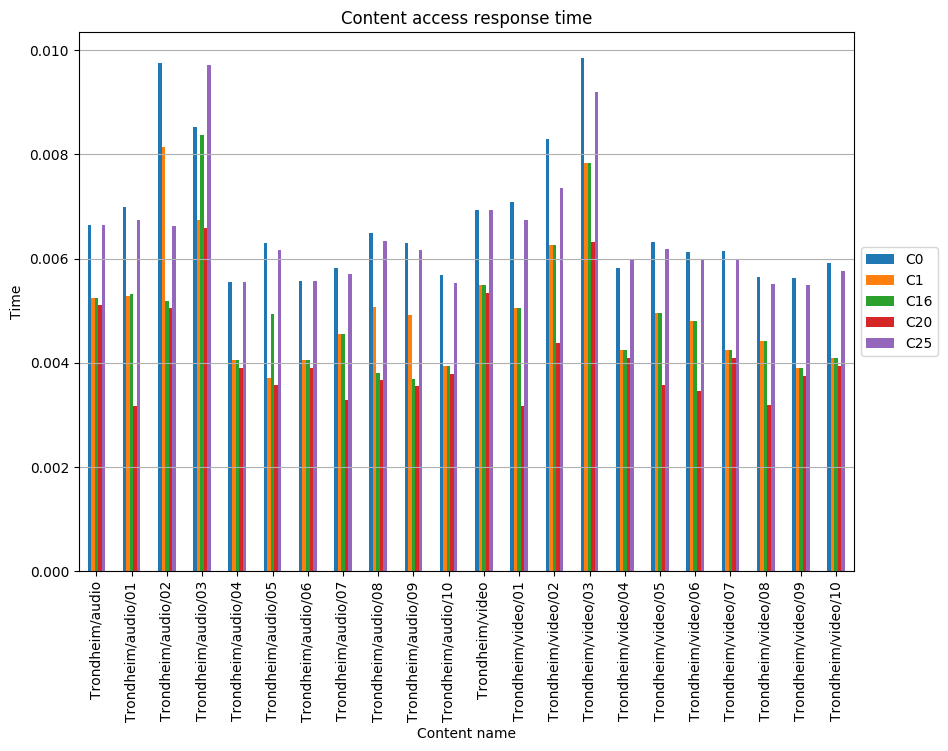 Content access response time
0.010
0.008
0.006
0.004
0.002
0.000
Time
C0
C1
C16
C20
C25
Trondheim/audio
Trondheim/audio/01
Trondheim/audio/02
Trondheim/audio/03
Trondheim/audio/04
Trondheim/audio/05
Trondheim/audio/06
Trondheim/audio/07
Trondheim/audio/08
Trondheim/audio/09
Trondheim/audio/10
Trondheim/video
Trondheim/video/01
Trondheim/video/02
Trondheim/video/03
Trondheim/video/04
Trondheim/video/05
Trondheim/video/06
Trondheim/video/07
Trondheim/video/08
Trondheim/video/09
Trondheim/video/10
Content name